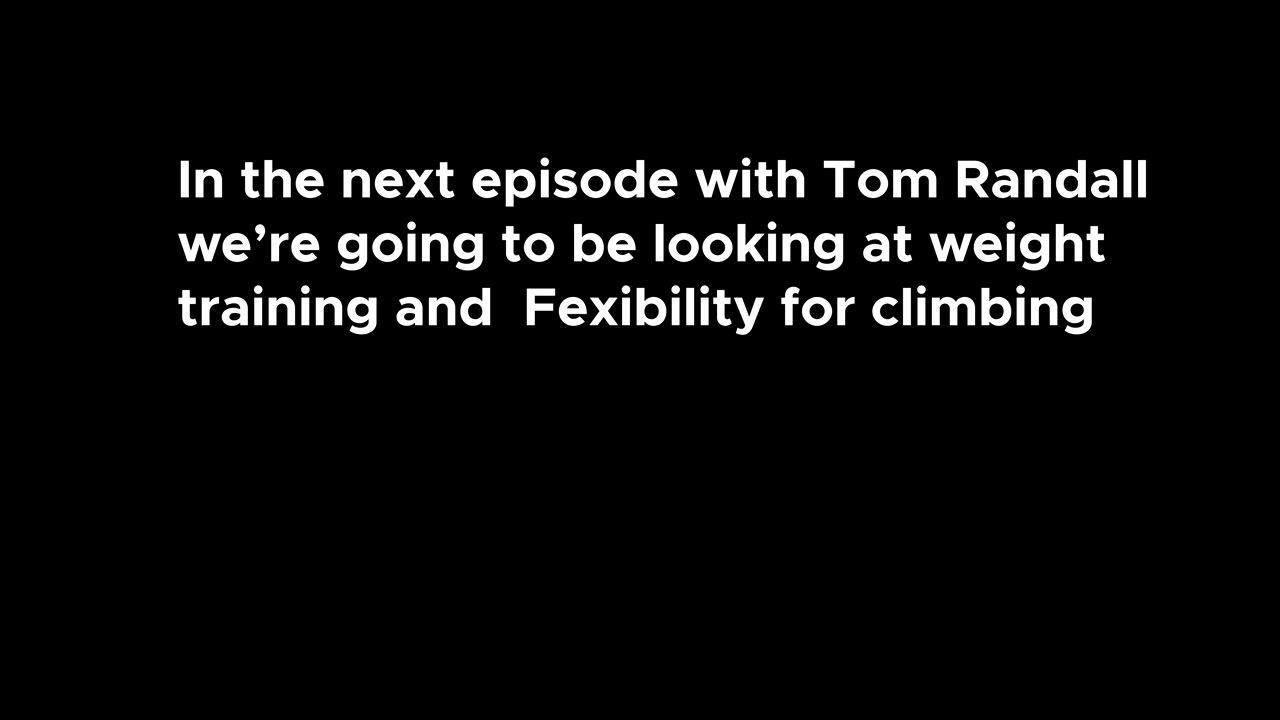 In the next episode with Tom Randall
we’re going to be looking at weight
training and  Fexibility for climbing